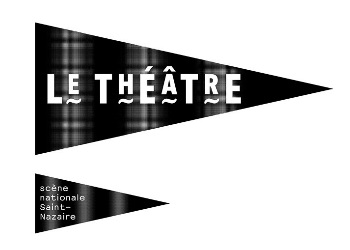 LE THÉÂTRE
scène
nationale
Saint-
Nazaire